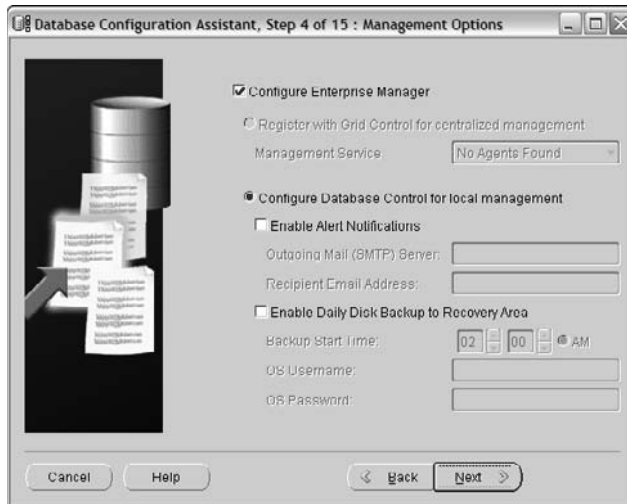 Database Configuration Assistant, Step 4 of 15 : Management Options
Configure Enterprise Manager
Register with Grid Control for centralized management
Management Service No Agents Found
Configure Database Control for local management
Enable Alert Notifications
Outgoing Mail (SMTP) Server:
Recipient Email Address:
Enable Daily Disk Backup to Recovery Area
Backup Start Time: 02 00 AM
OS Username:
OS Password:
Cancel Help Back Next